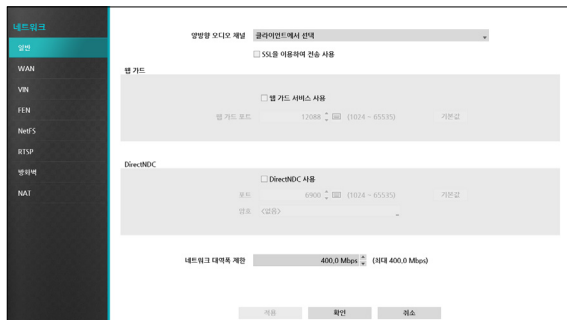 네트워크
일반
WAN
VIN
FEN
NetFS
RTSP
방화벽
NAT
양방향 오디오 채널 클라이언트에서 선택
SSL을 이용하여 전송 사용
웹 가드
웹 가드 서비스 사용
웹 가드 포트 12088 (1024 ~ 65535) 기본값
DirectNDC
DirectNDC 사용
포트 6900 (1024 ~ 65535) 기본값
암호 <없음>
네트워크 대역폭 제한 400,0 Mbps (최대 400,0 Mbps)
적용 확인 취소